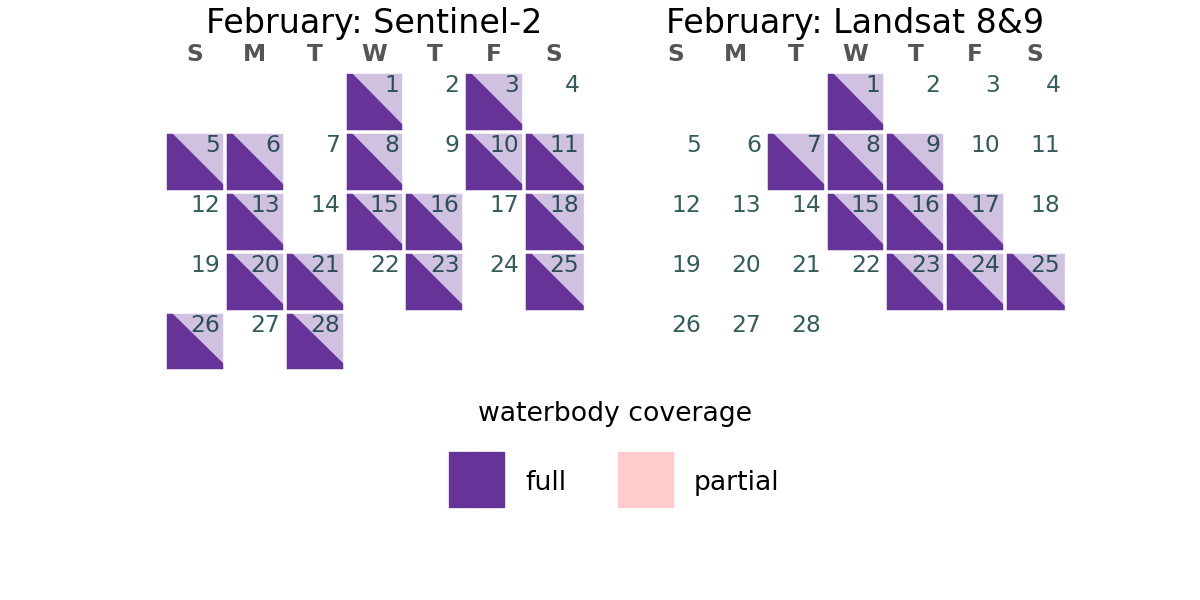 February: Sentinel-2
S M T W T F S
1 2 3 4
5 6 7 8 9 10 11
12 13 14 15 16 17 18
19 20 21 22 23 24 25
26 27 28
February: Landsat 8&9
S M T W T F S
1 2 3 4
5 6 7 8 9 10 11
12 13 14 15 16 17 18
19 20 21 22 23 24 25
26 27 28
waterbody coverage
full partial